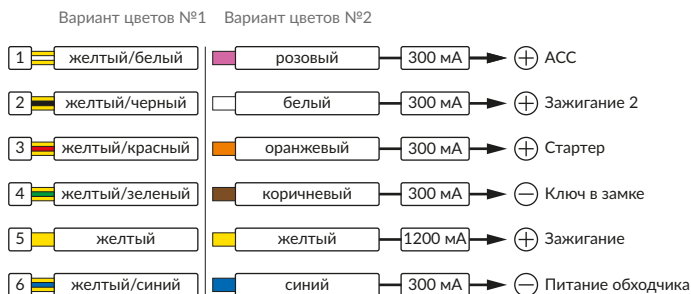 Вариант цветов №1 Вариант цветов №2
1 желтый/белый розовый 300 мА + АСС
2 желтый/черный белый 300 мА + Зажигание 2
3 желтый/красный оранжевый 300 мА + Стартер
4 желтый/зеленый коричневый 300 мА − Ключ в замке
5 желтый желтый 1200 мА + Зажигание
6 желтый/синий синий 300 мА − Питание обходчика